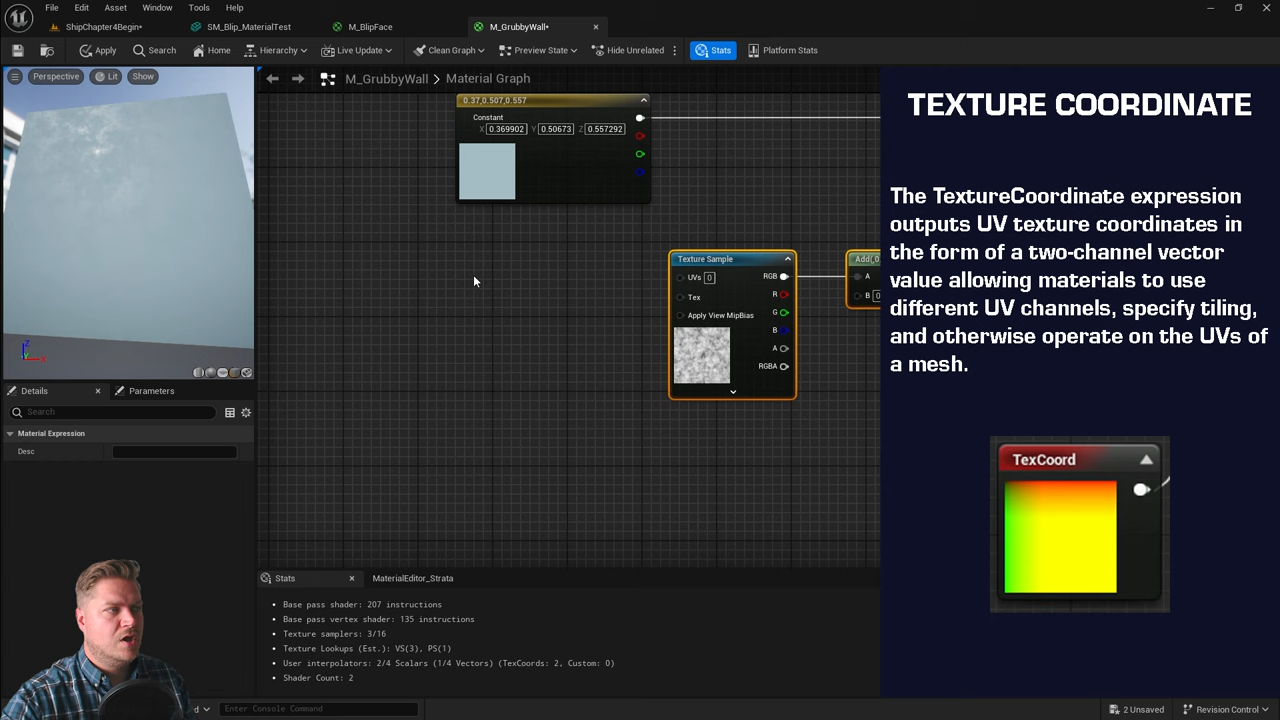 File Edit Asset Window Tools Help
ShipChapter4Begin•
SM_Blip_MaterialTest
M_BlipFace
M_GrubbyWall•
Apply
Search
Home
Hierarchy
Live Update
Clean Graph
Preview State
Hide Unrelated
Stats
Platform Stats
Perspective
Lit
Show
M_GrubbyWall > Material Graph
0.37,0.507,0.557
Constant
X 0.369902 Y 0.50673 Z 0.557292
Texture Sample
UVs 0
RGB
Tex
R
Apply View MipBias
G
B
A
RGBA
Add(,0
A
B 0
TEXTURE COORDINATE
The TextureCoordinate expression
outputs UV texture coordinates in
the form of a two-channel vector
value allowing materials to use
different UV channels, specify tiling,
and otherwise operate on the UVs of
a mesh.
TexCoord
Details
Parameters
Search
Material Expression
Desc
Stats
MaterialEditor_Strata
Base pass shader: 207 instructions
Base pass vertex shader: 135 instructions
Texture samplers: 3/16
Texture Lookups (Est.): VS(3), PS(1)
User interpolators: 2/4 Scalars (1/4 Vectors) (TexCoords: 2, Custom: 0)
Shader Count: 2
Enter Console Command
2 Unsaved
Revision Control